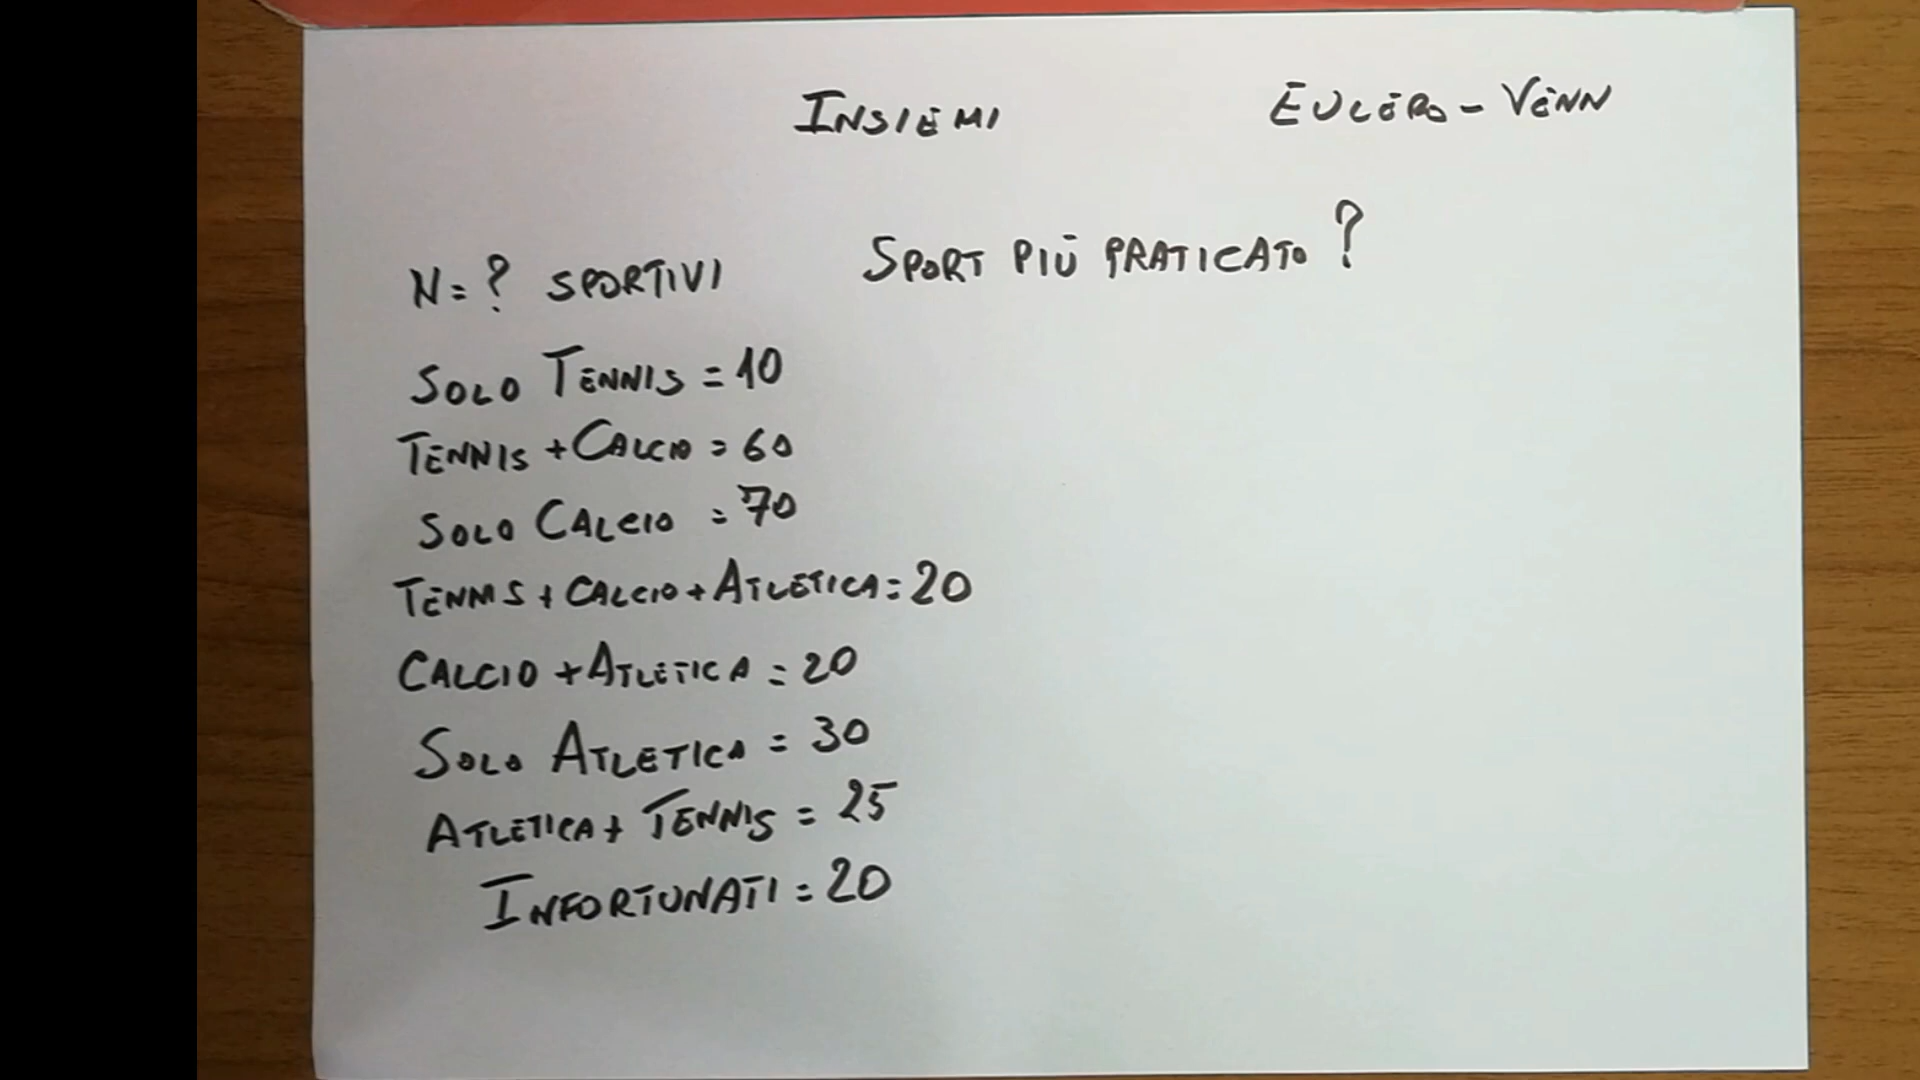 INSIEMI EULERO - VENN
N = ? SPORTIVI SPORT PIÙ PRATICATO ?
SOLO TENNIS = 10
TENNIS + CALCIO = 60
SOLO CALCIO = 70
TENNIS + CALCIO + ATLETICA = 20
CALCIO + ATLETICA = 20
SOLO ATLETICA = 30
ATLETICA + TENNIS = 25
INFORTUNATI = 20